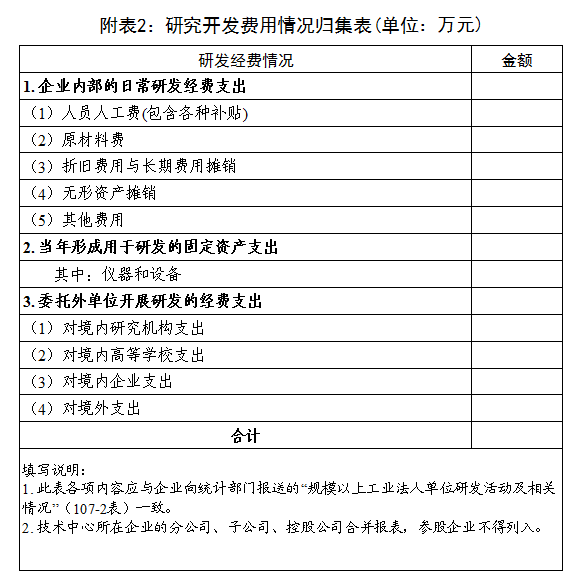 附表2：研究开发费用情况归集表(单位：万元)
研发经费情况 金额
1.企业内部的日常研发经费支出
（1）人员人工费(包含各种补贴)
（2）原材料费
（3）折旧费用与长期费用摊销
（4）无形资产摊销
（5）其他费用
2.当年形成用于研发的固定资产支出
其中：仪器和设备
3.委托外单位开展研发的经费支出
（1）对境内研究机构支出
（2）对境内高等学校支出
（3）对境内企业支出
（4）对境外支出
合计
填写说明：
1. 此表各项内容应与企业向统计部门报送的“规模以上工业法人单位研发活动及相关
情况”（107-2表）一致。
2. 技术中心所在企业的分公司、子公司、控股公司合并报表，参股企业不得列入。